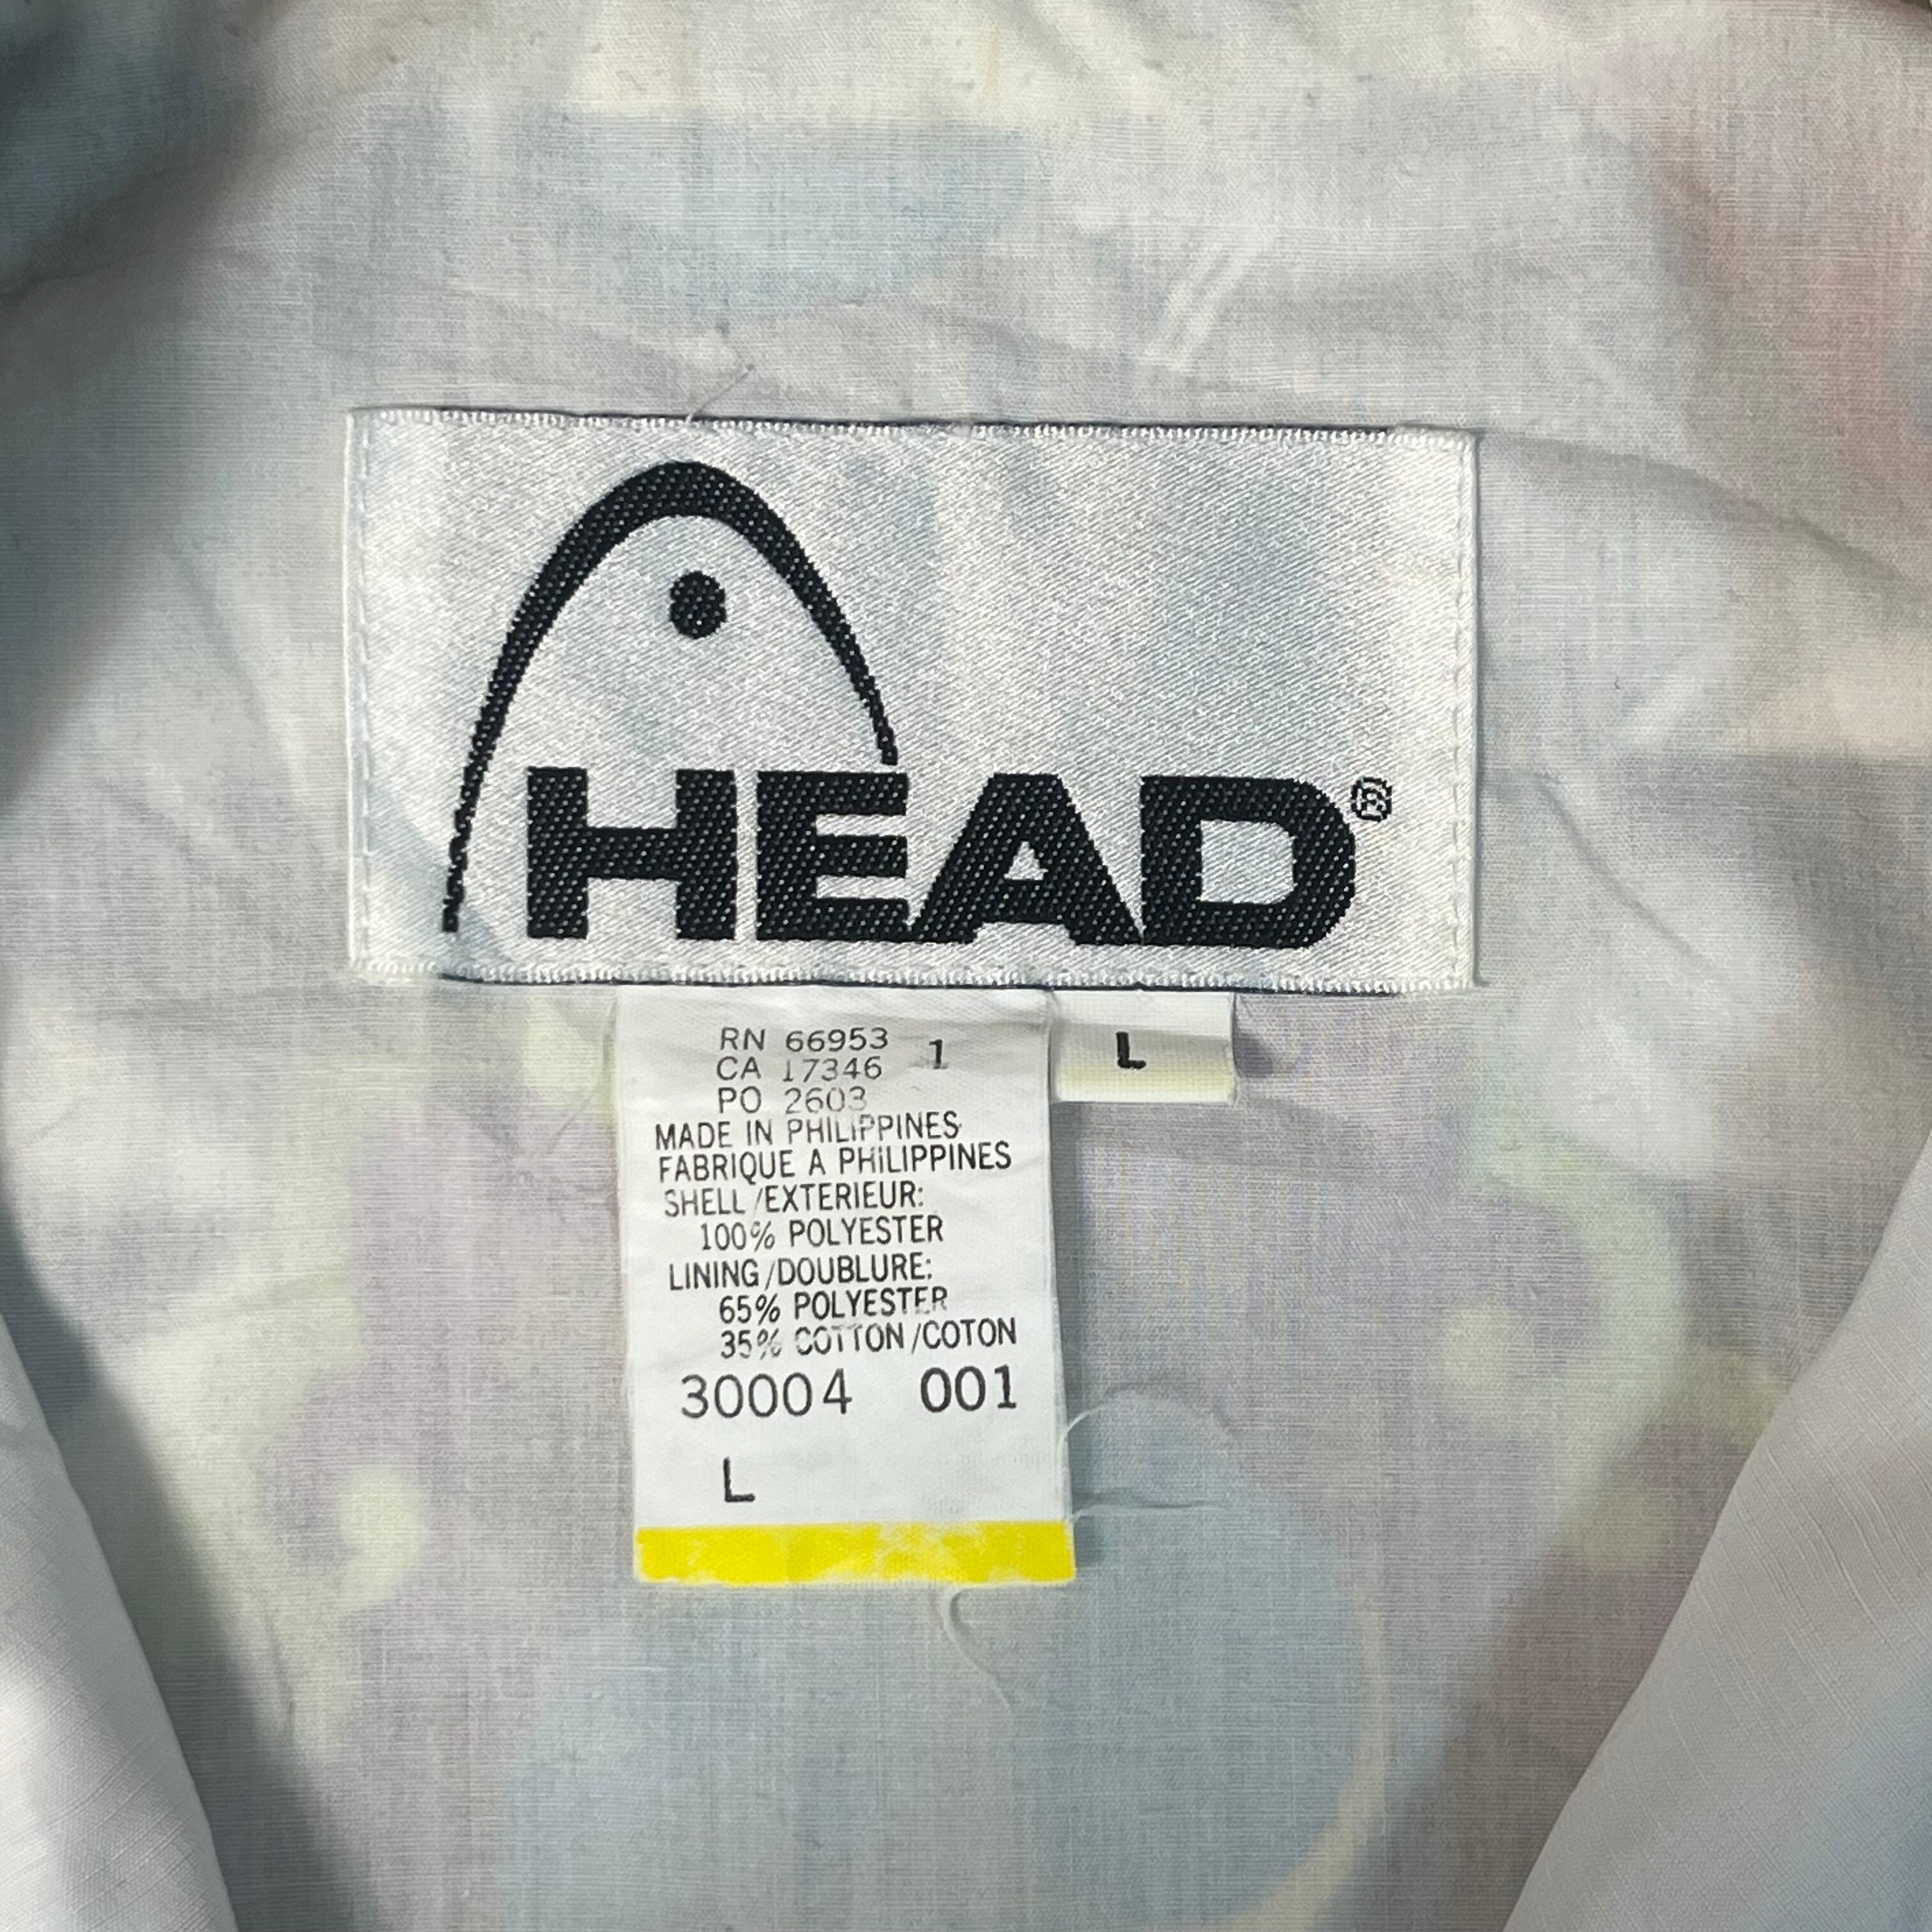 HEAD®
RN 66953 1
CA 17346
PO 2603
L
MADE IN PHILIPPINES
FABRIQUE A PHILIPPINES
SHELL/EXTERIEUR:
100% POLYESTER
LINING/DOUBLURE:
65% POLYESTER
35% COTTON/COTON
30004 001
L